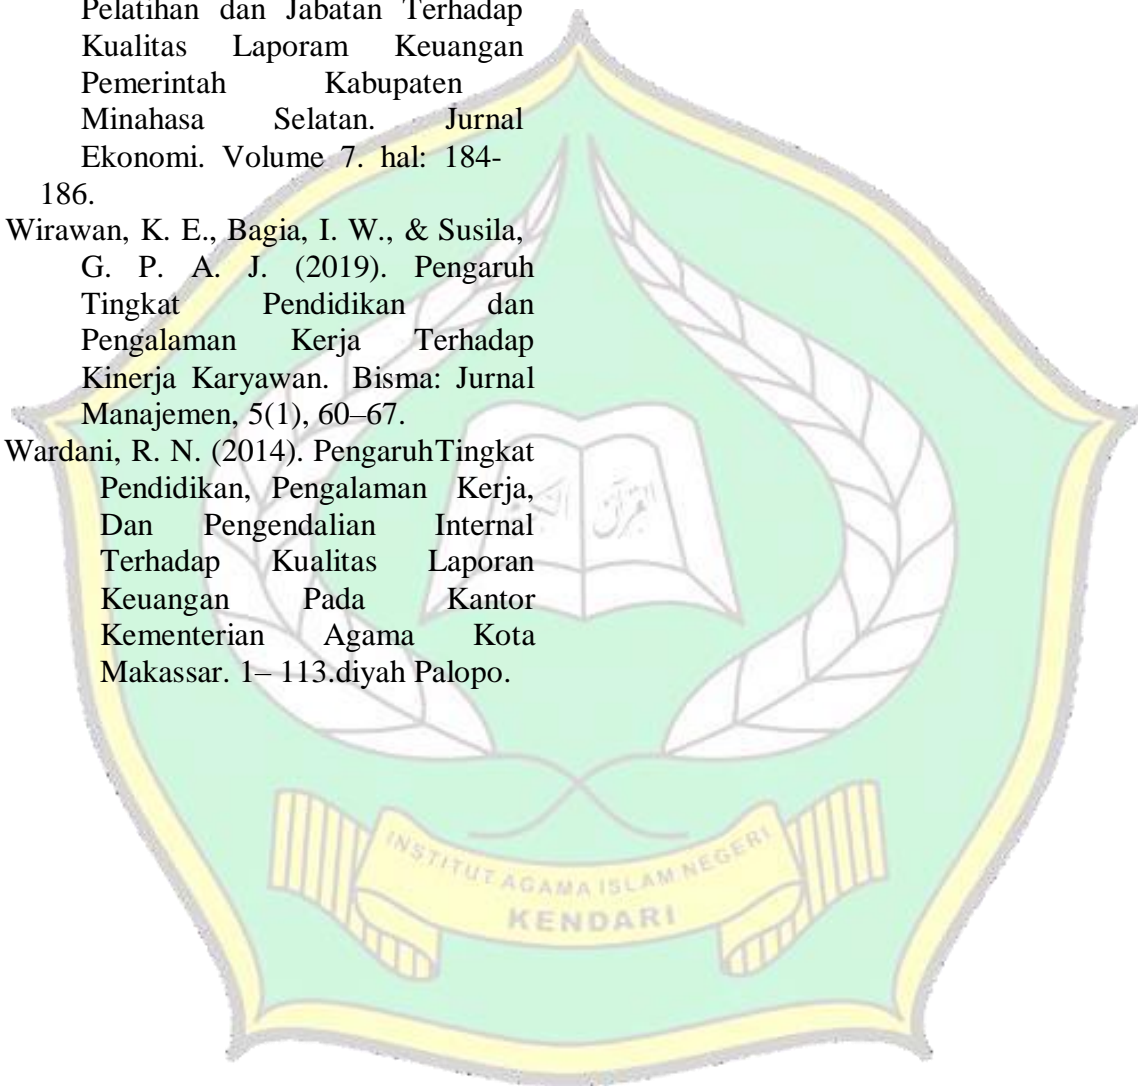 Pelatihan dan Jabatan Terhadap
Kualitas Laporam Keuangan
Pemerintah Kabupaten
Minahasa Selatan. Jurnal
Ekonomi. Volume 7. hal: 184-
186.
Wirawan, K. E., Bagia, I. W., & Susila,
G. P. A. J. (2019). Pengaruh
Tingkat Pendidikan dan
Pengalaman Kerja Terhadap
Kinerja Karyawan. Bisma: Jurnal
Manajemen, 5(1), 60–67.
Wardani, R. N. (2014). PengaruhTingkat
Pendidikan, Pengalaman Kerja,
Dan Pengendalian Internal
Terhadap Kualitas Laporan
Keuangan Pada Kantor
Kementerian Agama Kota
Makassar. 1– 113.diyah Palopo.
INSTITUT AGAMA ISLAM NEGERI
KENDARI